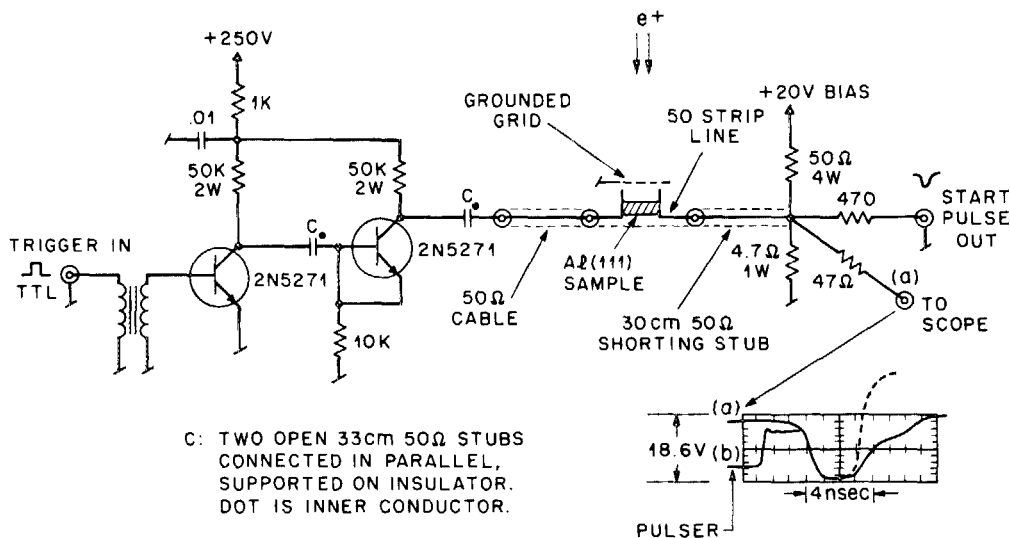 e+
+250V
1K
.01
50K
2W
50K
2W
C
C
2N5271
2N5271
TRIGGER IN
TTL
10K
GROUNDED
GRID
50 STRIP
LINE
+20V BIAS
50Ω
4W
470
START
PULSE
OUT
4.7Ω
1W
47Ω
(a)
TO
SCOPE
Al(111)
SAMPLE
50Ω
CABLE
30cm 50Ω
SHORTING STUB
C: TWO OPEN 33cm 50Ω STUBS
CONNECTED IN PARALLEL,
SUPPORTED ON INSULATOR.
DOT IS INNER CONDUCTOR.
(a)
18.6V
(b)
4nsec
PULSER